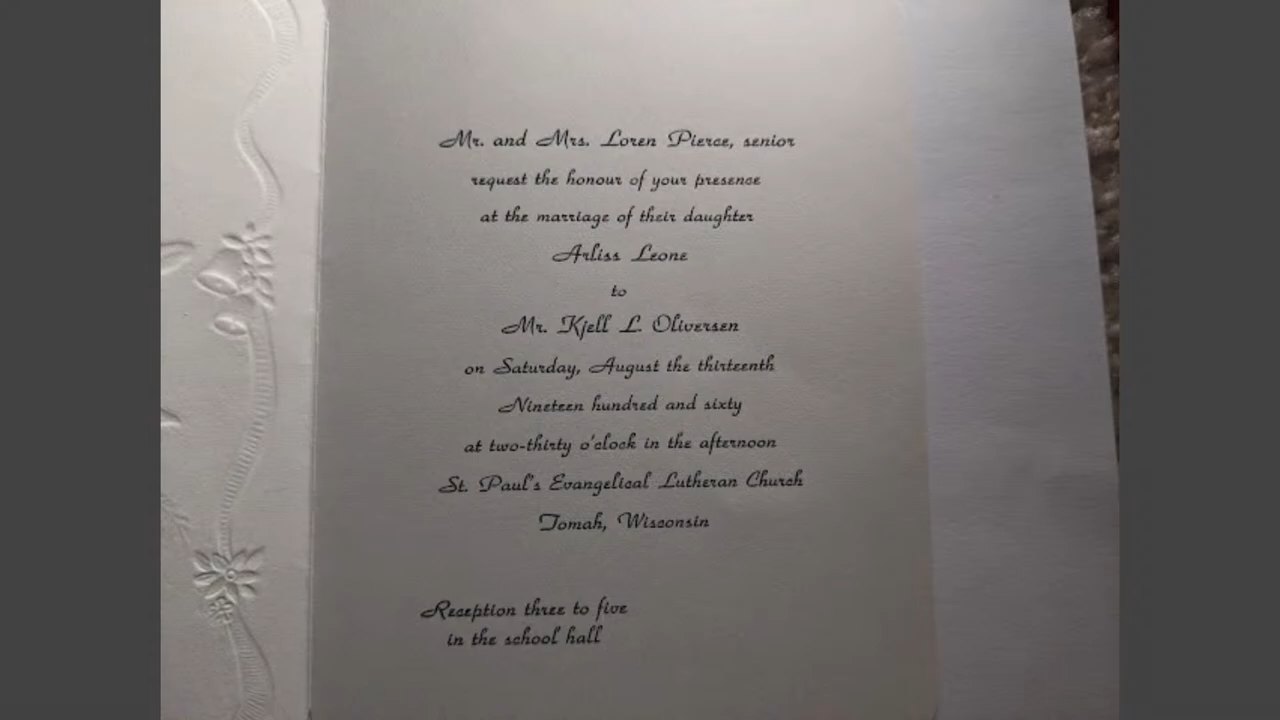 Mr. and Mrs. Loren Pierce, senior
request the honour of your presence
at the marriage of their daughter
Arliss Leone
to
Mr. Kjell L. Oliversen
on Saturday, August the thirteenth
Nineteen hundred and sixty
at two-thirty o'clock in the afternoon
St. Paul's Evangelical Lutheran Church
Tomah, Wisconsin
Reception three to five
in the school hall